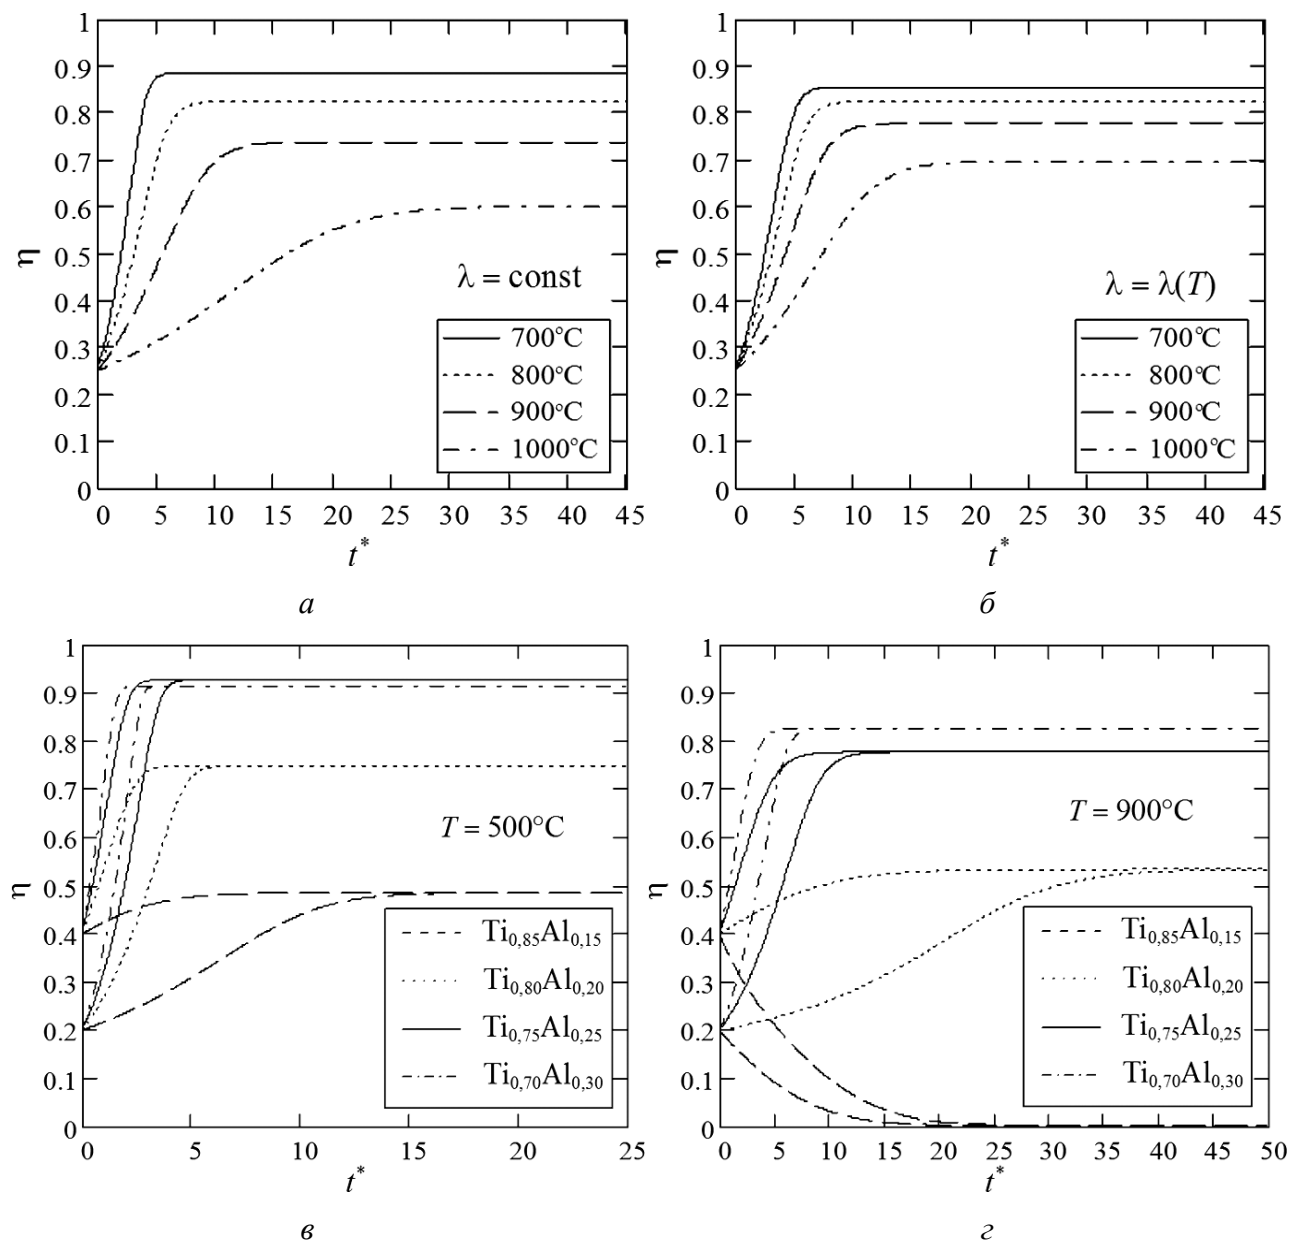 1
0.9
0.8
0.7
0.6
0.5
0.4
0.3
0.2
0.1
0
η
λ = const
700°C
800°C
900°C
1000°C
0 5 10 15 20 25 30 35 40 45
t*
а
1
0.9
0.8
0.7
0.6
0.5
0.4
0.3
0.2
0.1
0
η
λ = λ(T)
700°C
800°C
900°C
1000°C
0 5 10 15 20 25 30 35 40 45
t*
б
1
0.9
0.8
0.7
0.6
0.5
0.4
0.3
0.2
0.1
0
η
T = 500°C
Ti0,85Al0,15
Ti0,80Al0,20
Ti0,75Al0,25
Ti0,70Al0,30
0 5 10 15 20 25
t*
в
1
0.9
0.8
0.7
0.6
0.5
0.4
0.3
0.2
0.1
0
η
T = 900°C
Ti0,85Al0,15
Ti0,80Al0,20
Ti0,75Al0,25
Ti0,70Al0,30
0 5 10 15 20 25 30 35 40 45 50
t*
г